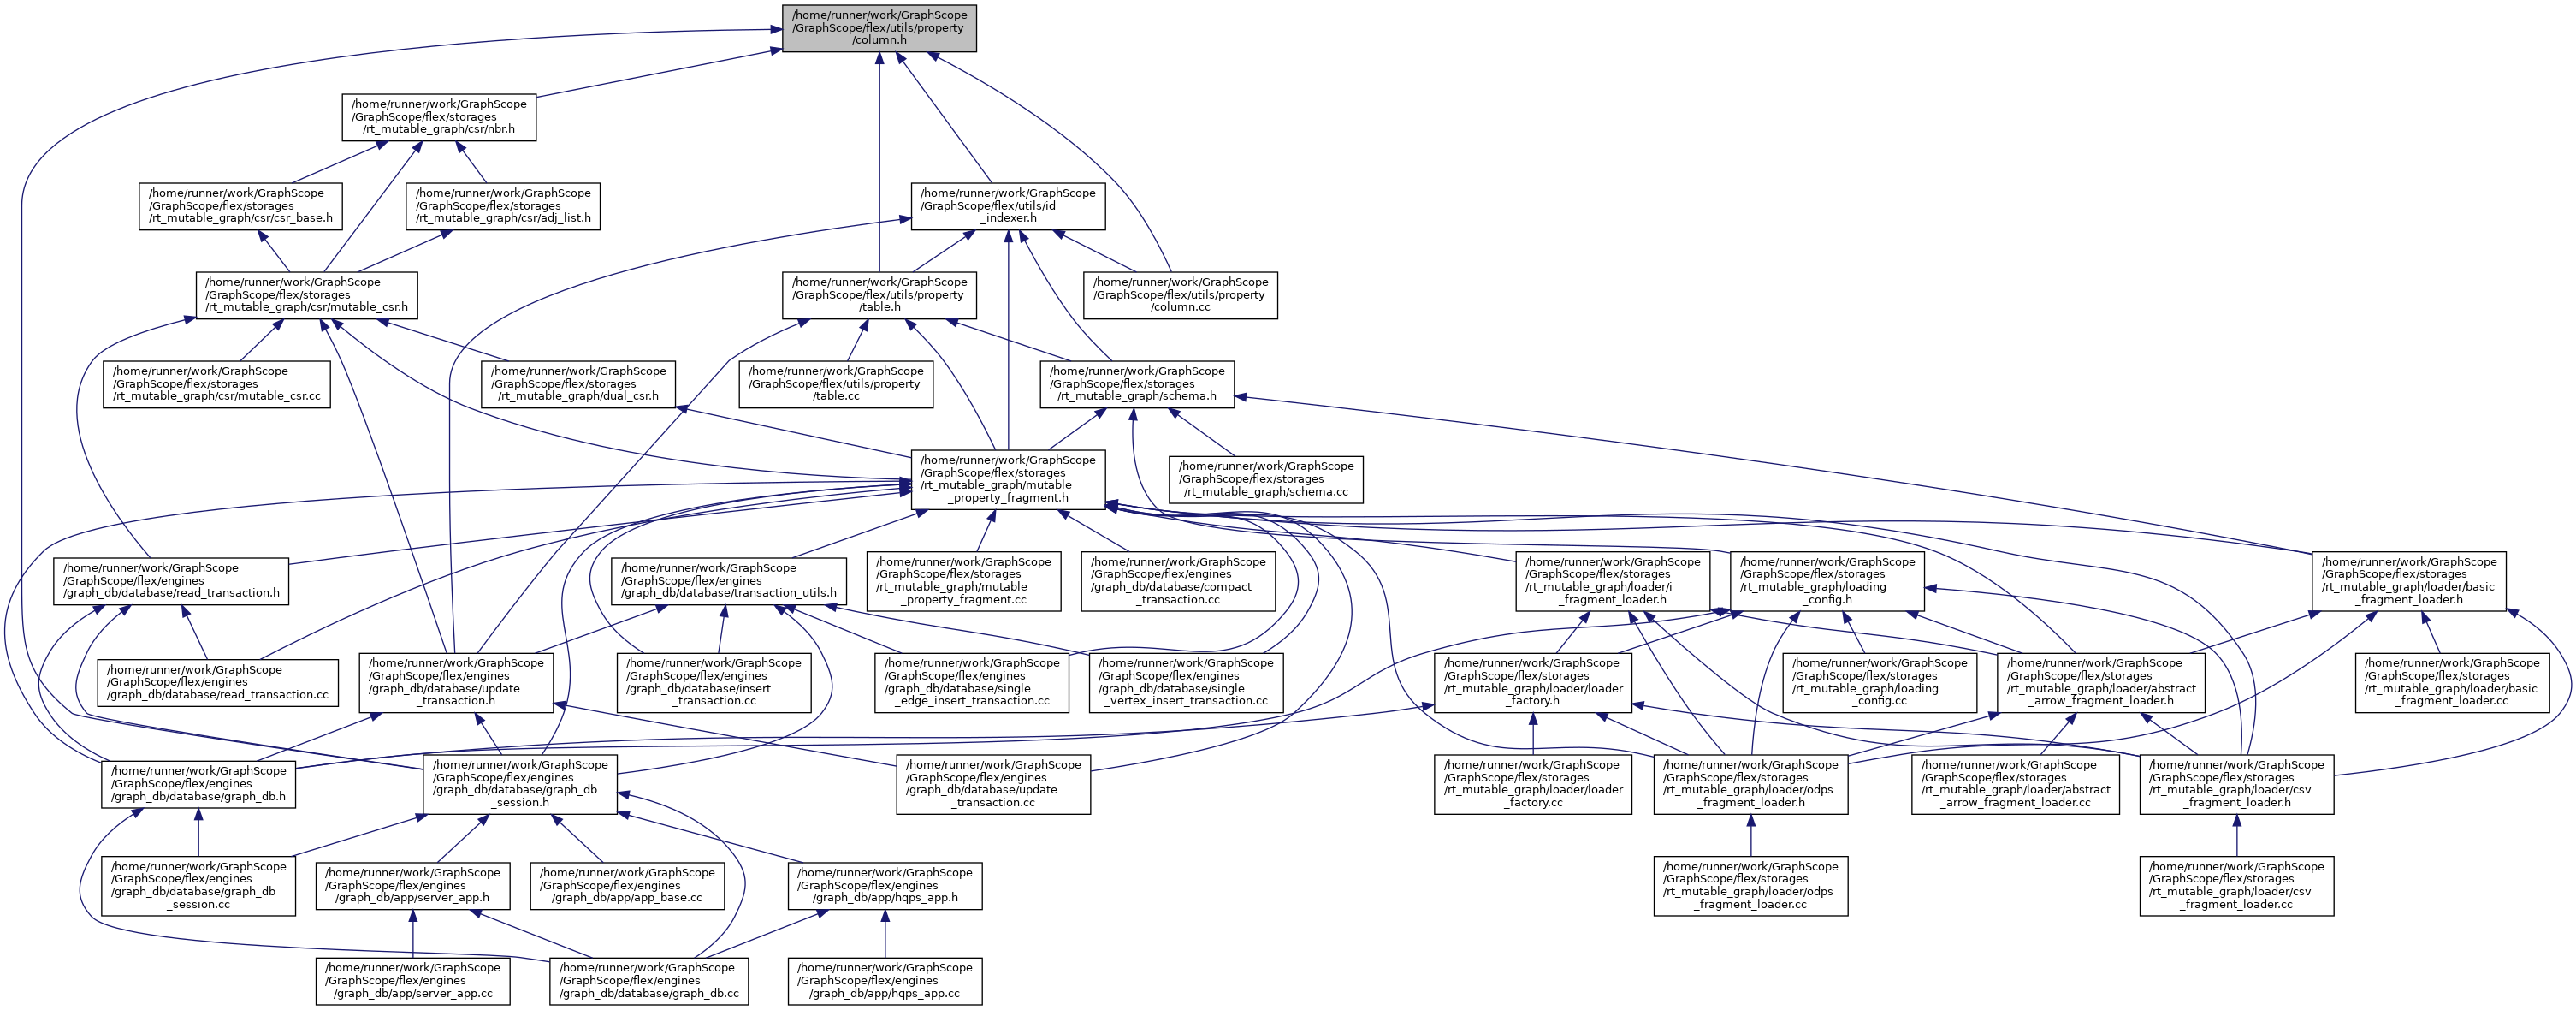 /home/runner/work/GraphScope
/GraphScope/flex/utils/property
/column.h
/home/runner/work/GraphScope
/GraphScope/flex/storages
/rt_mutable_graph/csr/nbr.h
/home/runner/work/GraphScope
/GraphScope/flex/storages
/rt_mutable_graph/csr/csr_base.h
/home/runner/work/GraphScope
/GraphScope/flex/storages
/rt_mutable_graph/csr/adj_list.h
/home/runner/work/GraphScope
/GraphScope/flex/utils/id
_indexer.h
/home/runner/work/GraphScope
/GraphScope/flex/storages
/rt_mutable_graph/csr/mutable_csr.h
/home/runner/work/GraphScope
/GraphScope/flex/utils/property
/table.h
/home/runner/work/GraphScope
/GraphScope/flex/utils/property
/column.cc
/home/runner/work/GraphScope
/GraphScope/flex/storages
/rt_mutable_graph/csr/mutable_csr.cc
/home/runner/work/GraphScope
/GraphScope/flex/storages
/rt_mutable_graph/dual_csr.h
/home/runner/work/GraphScope
/GraphScope/flex/utils/property
/table.cc
/home/runner/work/GraphScope
/GraphScope/flex/storages
/rt_mutable_graph/schema.h
/home/runner/work/GraphScope
/GraphScope/flex/storages
/rt_mutable_graph/mutable
_property_fragment.h
/home/runner/work/GraphScope
/GraphScope/flex/storages
/rt_mutable_graph/schema.cc
/home/runner/work/GraphScope
/GraphScope/flex/engines
/graph_db/database/read_transaction.h
/home/runner/work/GraphScope
/GraphScope/flex/engines
/graph_db/database/transaction_utils.h
/home/runner/work/GraphScope
/GraphScope/flex/storages
/rt_mutable_graph/mutable
_property_fragment.cc
/home/runner/work/GraphScope
/GraphScope/flex/engines
/graph_db/database/compact
_transaction.cc
/home/runner/work/GraphScope
/GraphScope/flex/storages
/rt_mutable_graph/loader/i
_fragment_loader.h
/home/runner/work/GraphScope
/GraphScope/flex/storages
/rt_mutable_graph/loading
_config.h
/home/runner/work/GraphScope
/GraphScope/flex/storages
/rt_mutable_graph/loader/basic
_fragment_loader.h
/home/runner/work/GraphScope
/GraphScope/flex/engines
/graph_db/database/read_transaction.cc
/home/runner/work/GraphScope
/GraphScope/flex/engines
/graph_db/database/update
_transaction.h
/home/runner/work/GraphScope
/GraphScope/flex/engines
/graph_db/database/insert
_transaction.cc
/home/runner/work/GraphScope
/GraphScope/flex/engines
/graph_db/database/single
_edge_insert_transaction.cc
/home/runner/work/GraphScope
/GraphScope/flex/engines
/graph_db/database/single
_vertex_insert_transaction.cc
/home/runner/work/GraphScope
/GraphScope/flex/storages
/rt_mutable_graph/loader/loader
_factory.h
/home/runner/work/GraphScope
/GraphScope/flex/storages
/rt_mutable_graph/loading
_config.cc
/home/runner/work/GraphScope
/GraphScope/flex/storages
/rt_mutable_graph/loader/abstract
_arrow_fragment_loader.h
/home/runner/work/GraphScope
/GraphScope/flex/storages
/rt_mutable_graph/loader/basic
_fragment_loader.cc
/home/runner/work/GraphScope
/GraphScope/flex/engines
/graph_db/database/graph_db.h
/home/runner/work/GraphScope
/GraphScope/flex/engines
/graph_db/database/graph_db
_session.h
/home/runner/work/GraphScope
/GraphScope/flex/engines
/graph_db/database/update
_transaction.cc
/home/runner/work/GraphScope
/GraphScope/flex/storages
/rt_mutable_graph/loader/loader
_factory.cc
/home/runner/work/GraphScope
/GraphScope/flex/storages
/rt_mutable_graph/loader/odps
_fragment_loader.h
/home/runner/work/GraphScope
/GraphScope/flex/storages
/rt_mutable_graph/loader/abstract
_arrow_fragment_loader.cc
/home/runner/work/GraphScope
/GraphScope/flex/storages
/rt_mutable_graph/loader/csv
_fragment_loader.h
/home/runner/work/GraphScope
/GraphScope/flex/engines
/graph_db/database/graph_db
_session.cc
/home/runner/work/GraphScope
/GraphScope/flex/engines
/graph_db/app/server_app.h
/home/runner/work/GraphScope
/GraphScope/flex/engines
/graph_db/app/app_base.cc
/home/runner/work/GraphScope
/GraphScope/flex/engines
/graph_db/app/hqps_app.h
/home/runner/work/GraphScope
/GraphScope/flex/storages
/rt_mutable_graph/loader/odps
_fragment_loader.cc
/home/runner/work/GraphScope
/GraphScope/flex/storages
/rt_mutable_graph/loader/csv
_fragment_loader.cc
/home/runner/work/GraphScope
/GraphScope/flex/engines
/graph_db/app/server_app.cc
/home/runner/work/GraphScope
/GraphScope/flex/engines
/graph_db/database/graph_db.cc
/home/runner/work/GraphScope
/GraphScope/flex/engines
/graph_db/app/hqps_app.cc